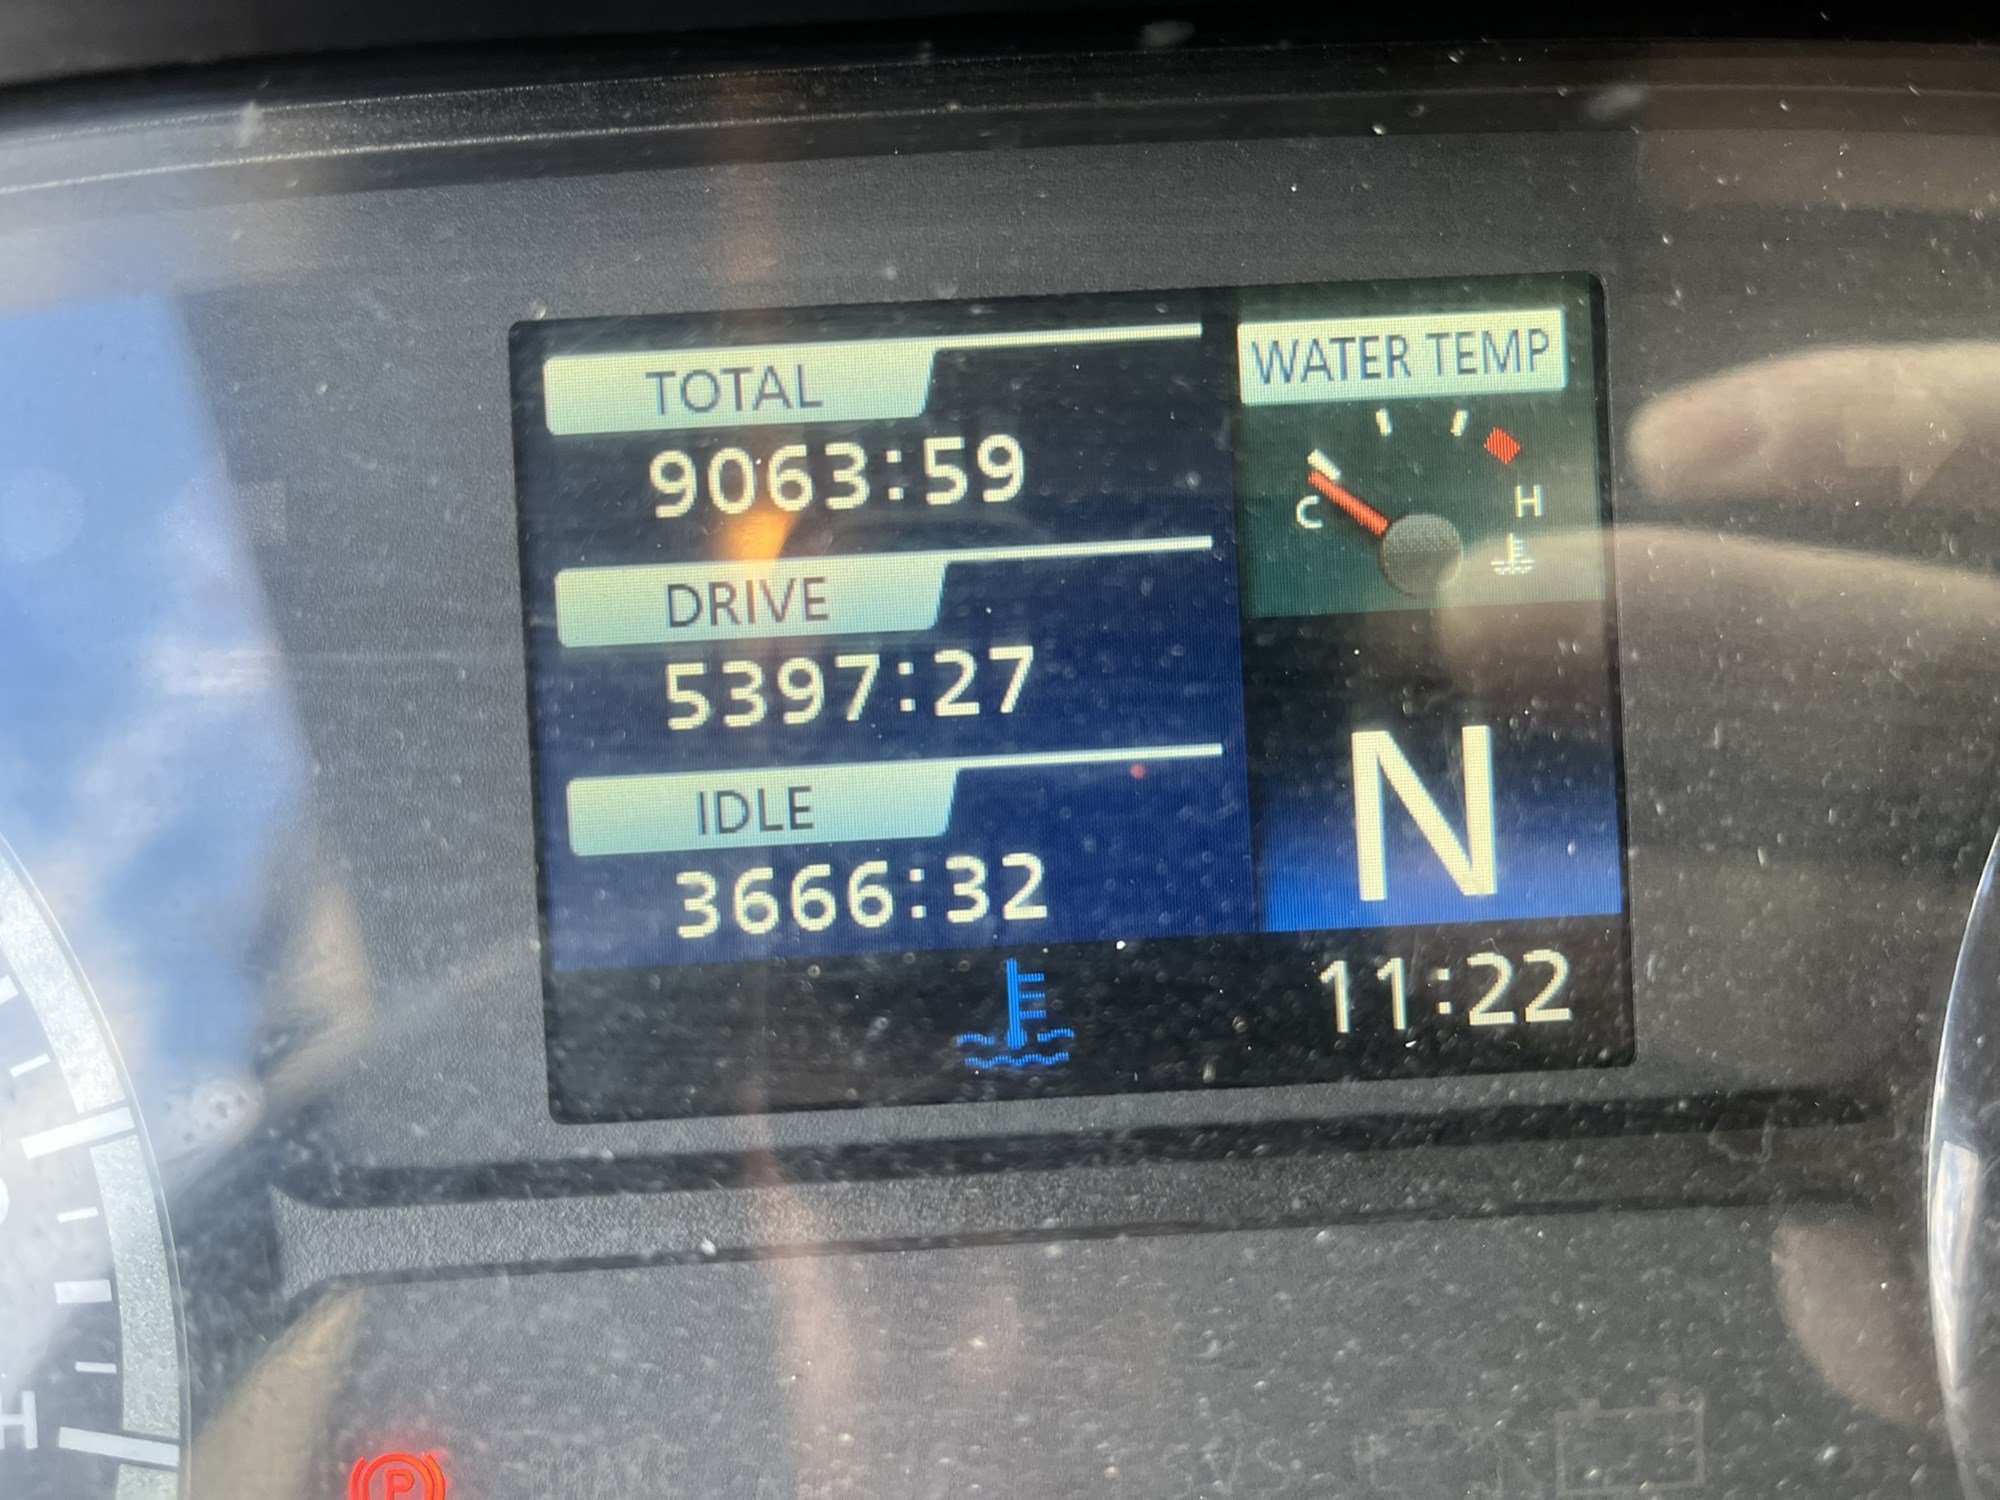 TOTAL
9063:59
DRIVE
5397:27
IDLE
3666:32
WATER TEMP
C
H
N
11:22
H
P